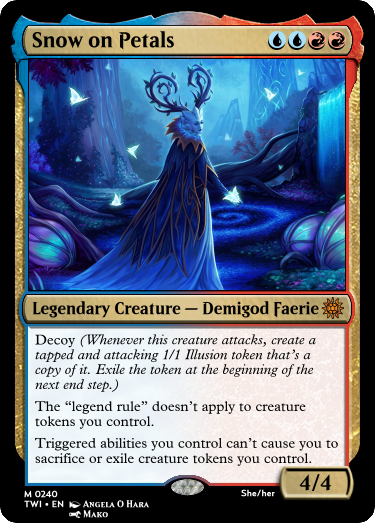 Snow on Petals
Legendary Creature — Demigod Faerie
Decoy (Whenever this creature attacks, create a
tapped and attacking 1/1 Illusion token that’s a
copy of it. Exile the token at the beginning of the
next end step.)
The “legend rule” doesn’t apply to creature
tokens you control.
Triggered abilities you control can’t cause you to
sacrifice or exile creature tokens you control.
4/4
M 0240
TWI • EN Angela O Hara
Mako
She/her